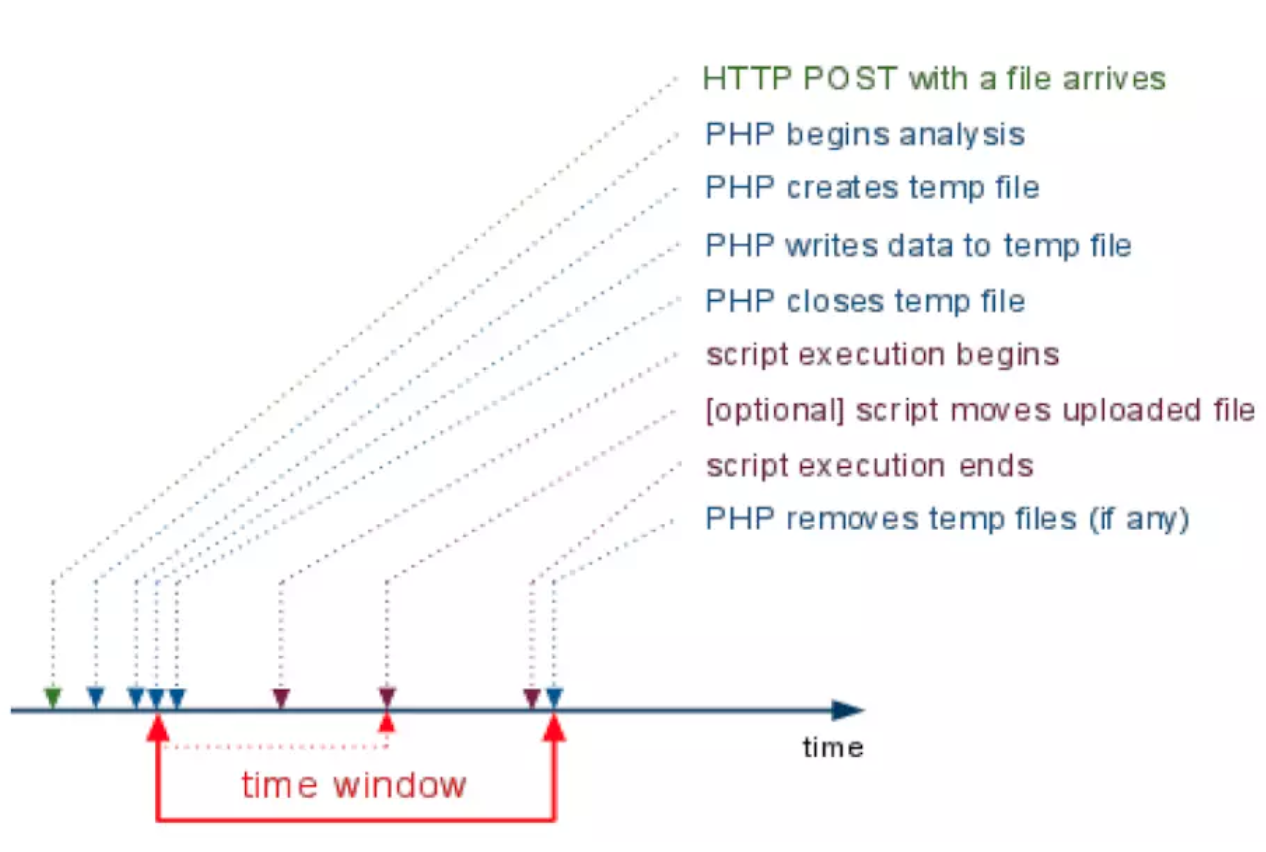 HTTP POST with a file arrives
PHP begins analysis
PHP creates temp file
PHP writes data to temp file
PHP closes temp file
script execution begins
[optional] script moves uploaded file
script execution ends
PHP removes temp files (if any)
time
time window